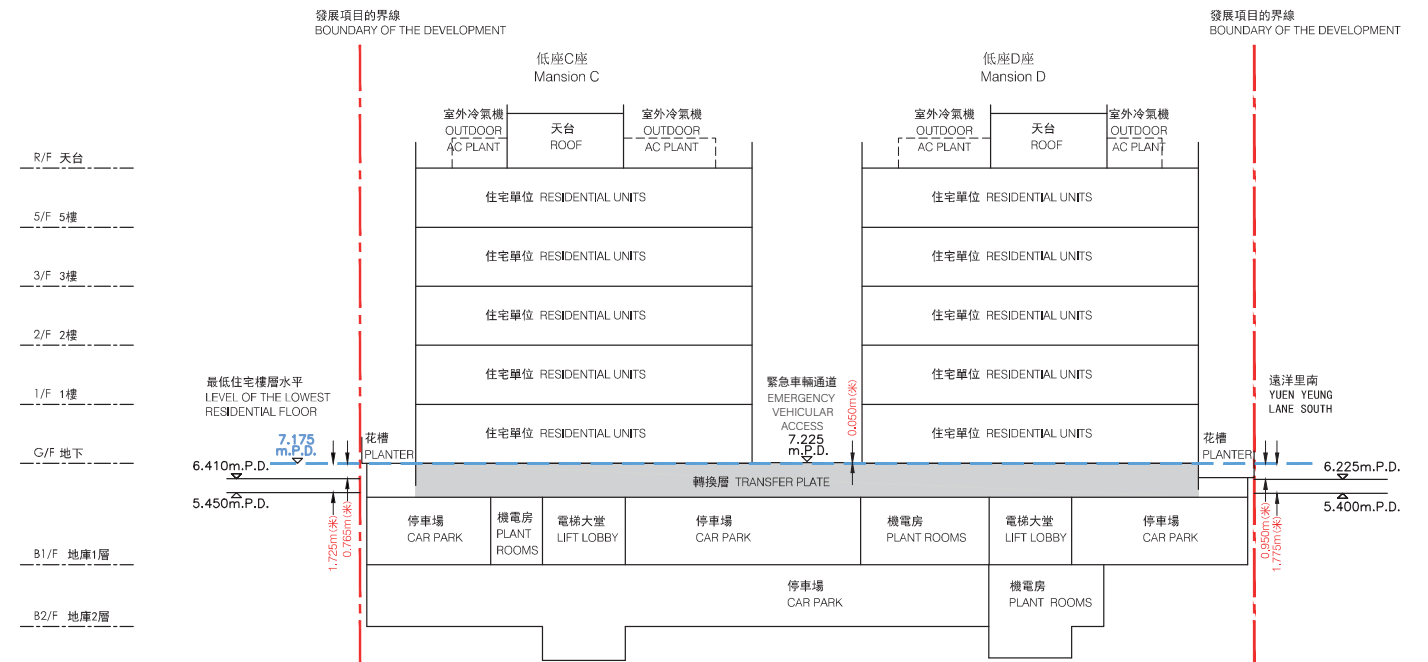 發展項目的界線
BOUNDARY OF THE DEVELOPMENT
發展項目的界線
BOUNDARY OF THE DEVELOPMENT
低座C座
Mansion C
低座D座
Mansion D
室外冷氣機
OUTDOOR
AC PLANT
天台
ROOF
室外冷氣機
OUTDOOR
AC PLANT
室外冷氣機
OUTDOOR
AC PLANT
天台
ROOF
室外冷氣機
OUTDOOR
AC PLANT
R/F 天台
住宅單位 RESIDENTIAL UNITS
住宅單位 RESIDENTIAL UNITS
5/F 5樓
住宅單位 RESIDENTIAL UNITS
住宅單位 RESIDENTIAL UNITS
3/F 3樓
住宅單位 RESIDENTIAL UNITS
住宅單位 RESIDENTIAL UNITS
2/F 2樓
住宅單位 RESIDENTIAL UNITS
住宅單位 RESIDENTIAL UNITS
1/F 1樓
最低住宅樓層水平
LEVEL OF THE LOWEST
RESIDENTIAL FLOOR
緊急車輛通道
EMERGENCY
VEHICULAR
ACCESS
7.225
m.P.D.
0.050m(米)
遠洋里南
YUEN YEUNG
LANE SOUTH
住宅單位 RESIDENTIAL UNITS
住宅單位 RESIDENTIAL UNITS
花槽
PLANTER
花槽
PLANTER
7.175
m.P.D.
G/F 地下
6.410m.P.D.
5.450m.P.D.
1.725m(米)
0.765m(米)
6.225m.P.D.
5.400m.P.D.
0.950m(米)
1.775m(米)
轉換層 TRANSFER PLATE
停車場
CAR PARK
機電房
PLANT
ROOMS
電梯大堂
LIFT LOBBY
停車場
CAR PARK
機電房
PLANT ROOMS
電梯大堂
LIFT LOBBY
停車場
CAR PARK
B1/F 地庫1層
停車場
CAR PARK
機電房
PLANT ROOMS
B2/F 地庫2層